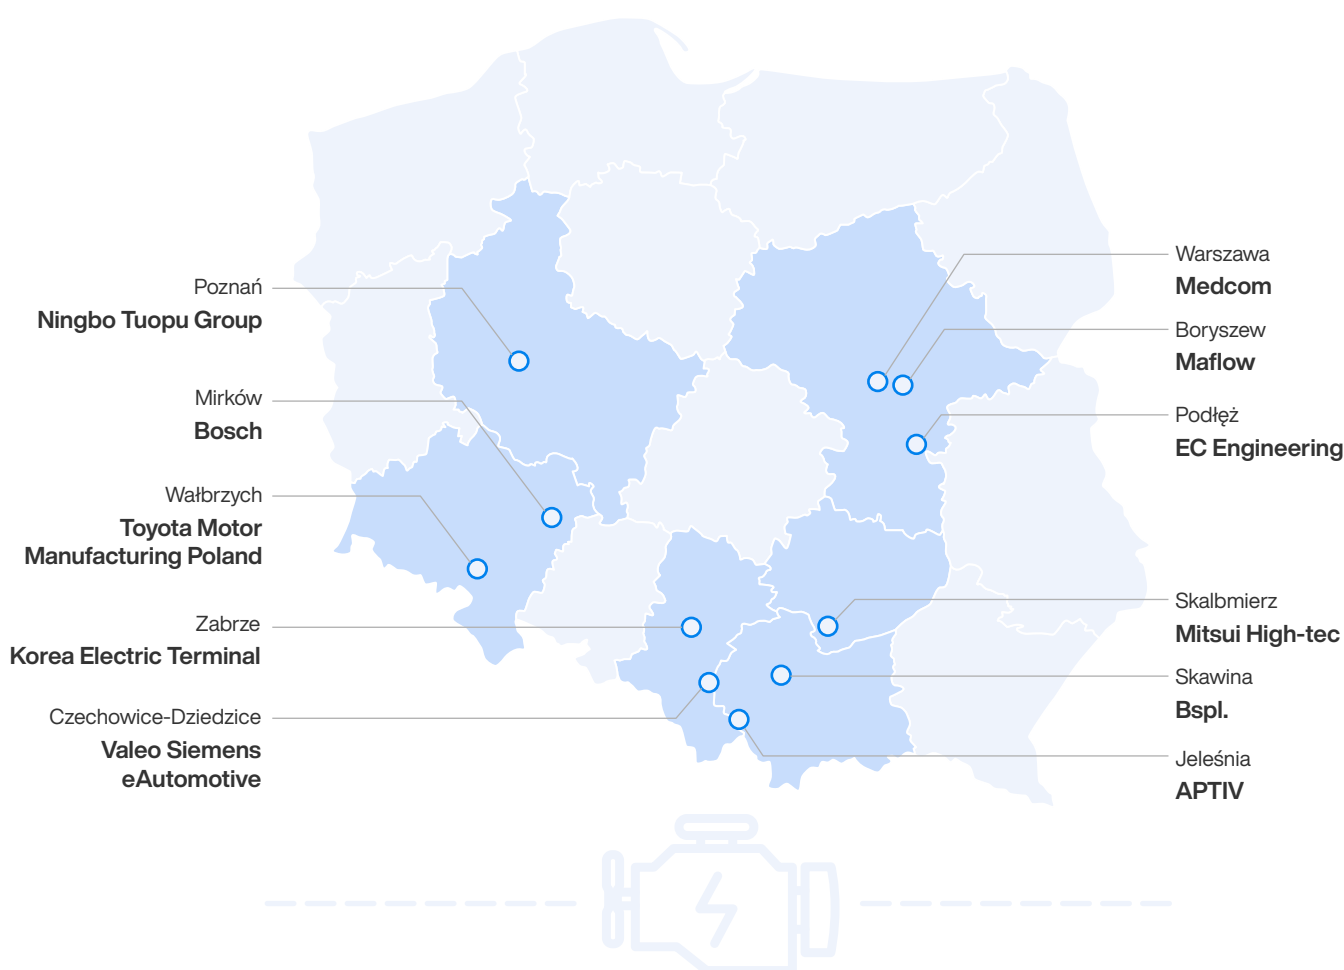 Poznań
Ningbo Tuopu Group
Mirków
Bosch
Wałbrzych
Toyota Motor
Manufacturing Poland
Zabrze
Korea Electric Terminal
Czechowice-Dziedzice
Valeo Siemens
eAutomotive
Warszawa
Medcom
Boryszew
Maflow
Podłęż
EC Engineering
Skalbmierz
Mitsui High-tec
Skawina
Bspl.
Jeleśnia
APTIV